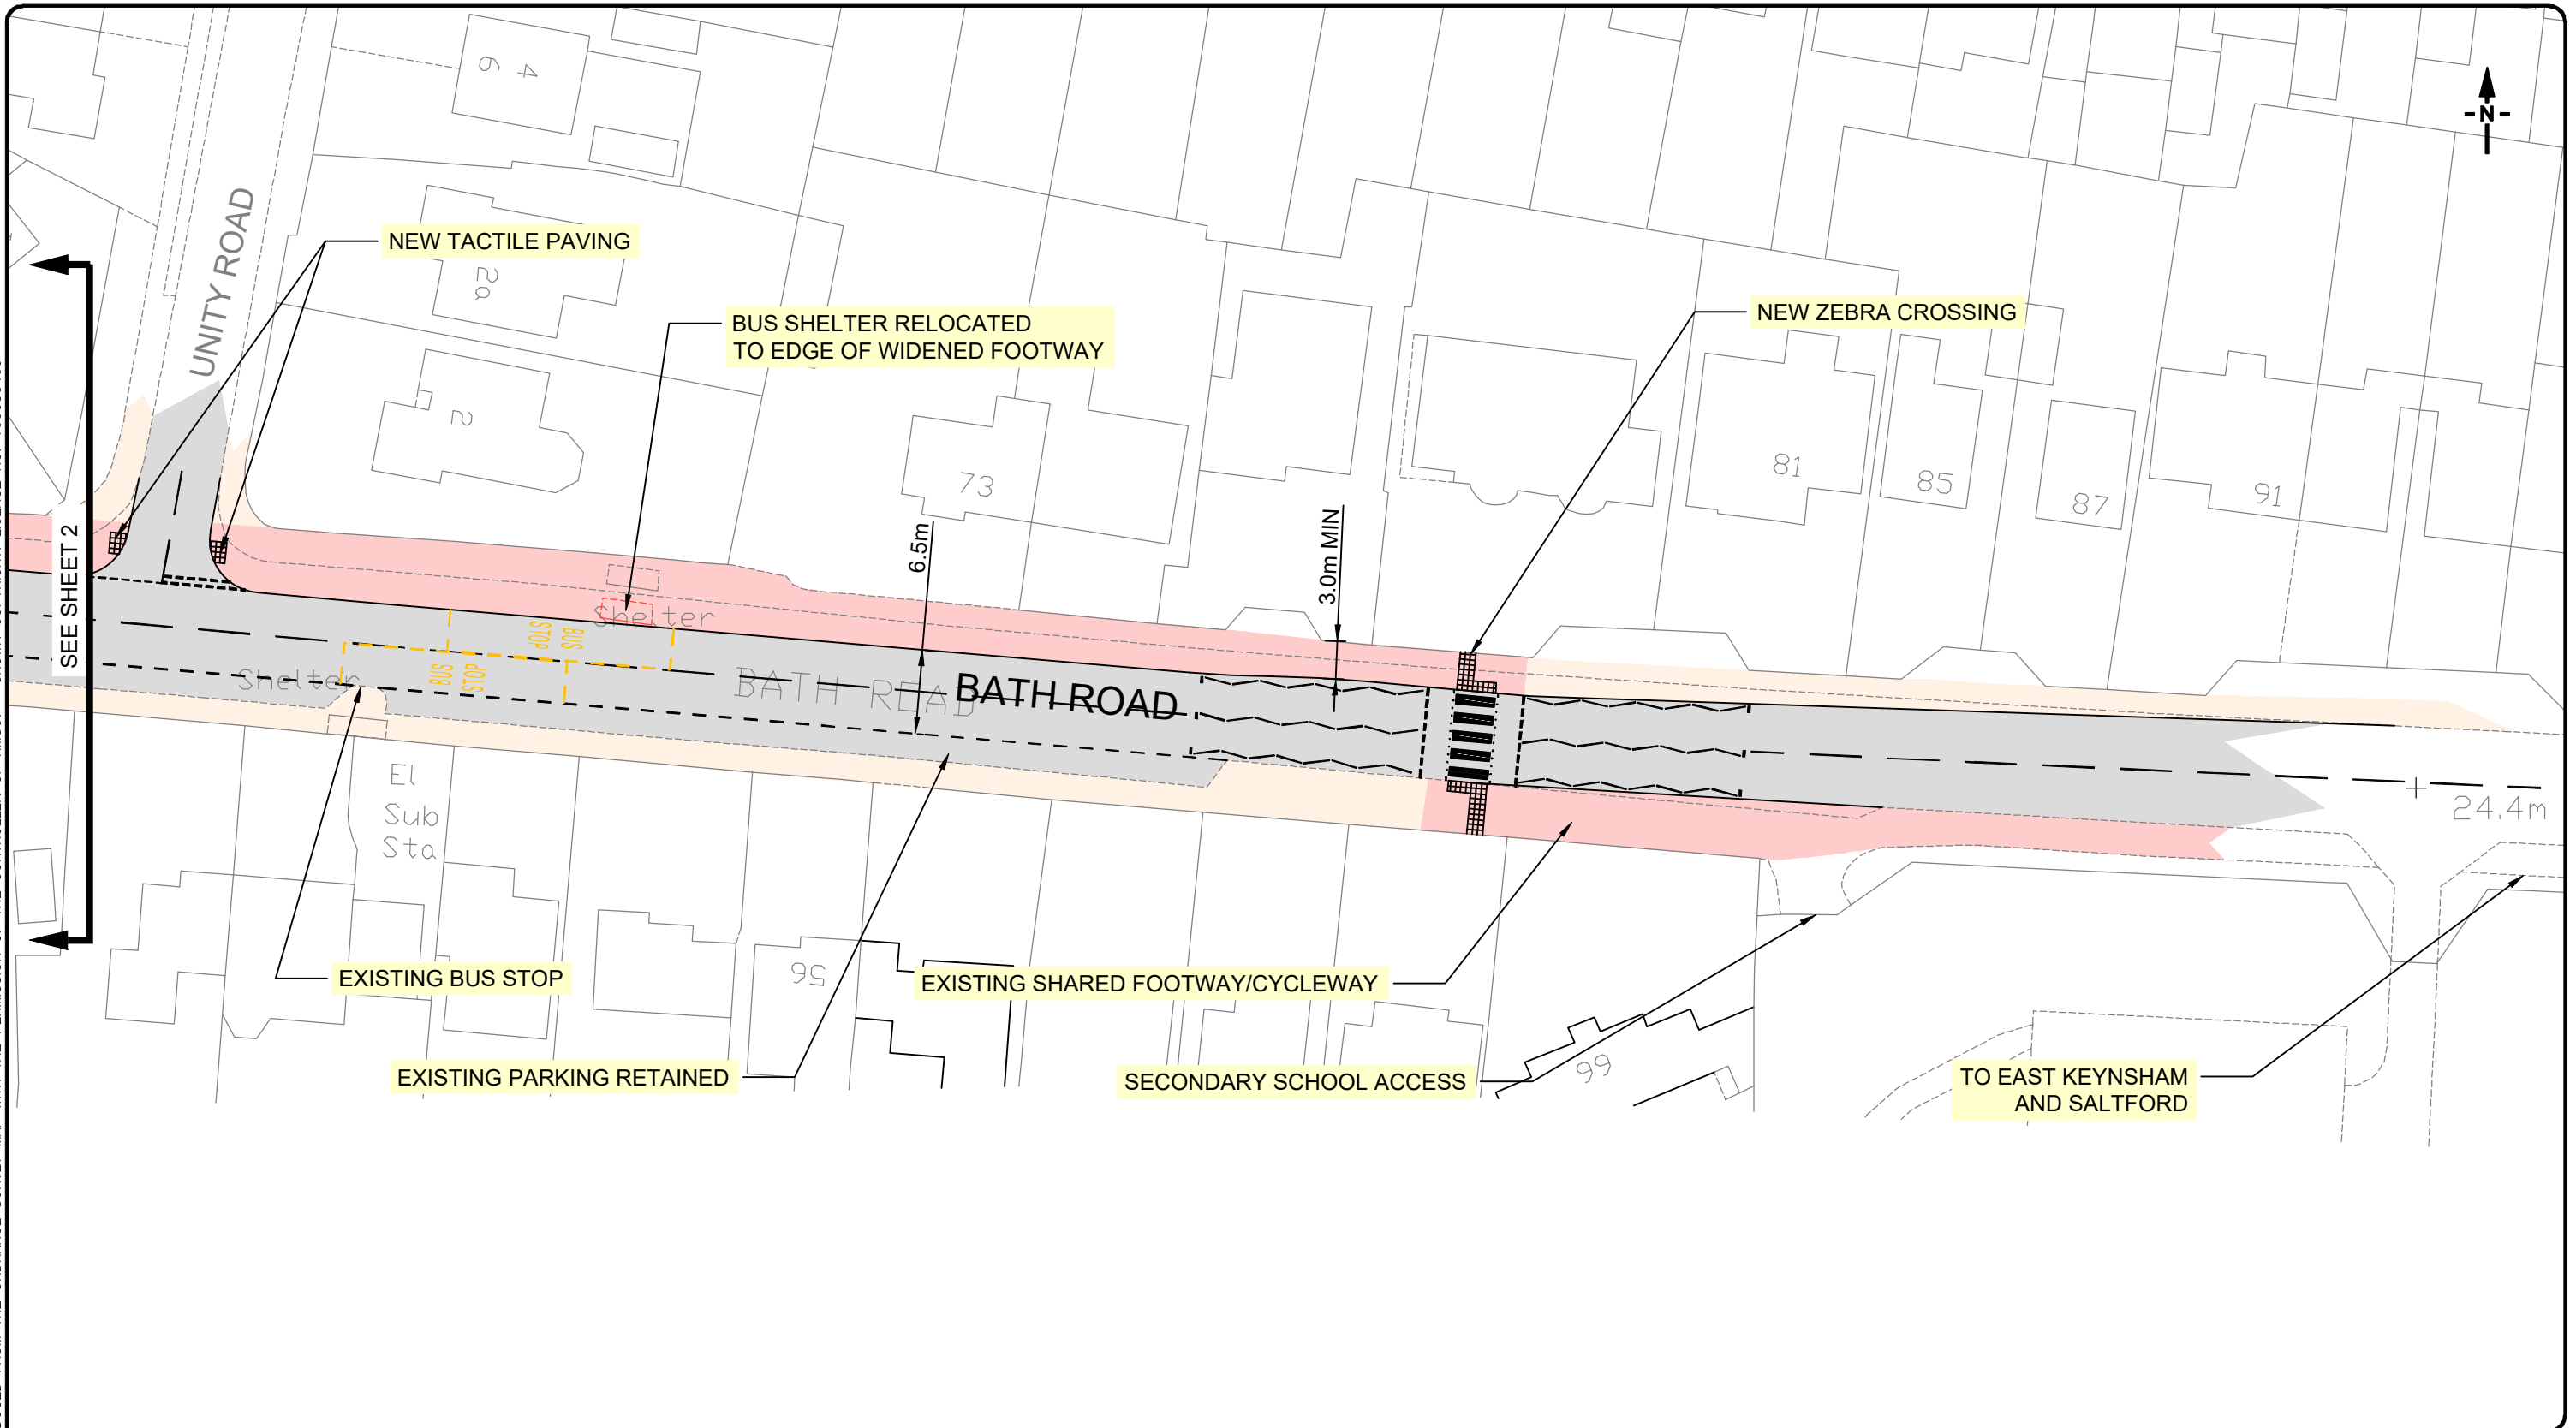 4
6
N
UNITY ROAD
NEW TACTILE PAVING
2a
BUS SHELTER RELOCATED
TO EDGE OF WIDENED FOOTWAY
NEW ZEBRA CROSSING
2
73
81
85
87
91
6.5m
3.0m MIN
SEE SHEET 2
Shelter
BUS
STOP
BUS
STOP
Shelter
BATH ROAD
BATH ROAD
24.4m
El
Sub
Sta
EXISTING BUS STOP
56
EXISTING SHARED FOOTWAY/CYCLEWAY
EXISTING PARKING RETAINED
SECONDARY SCHOOL ACCESS
99
TO EAST KEYNSHAM
AND SALTFORD